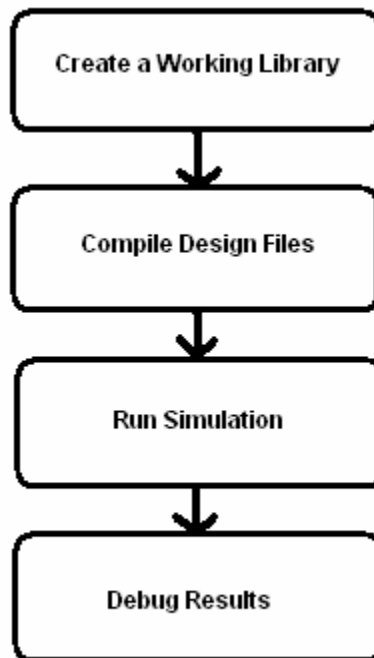 Create a Working Library
Compile Design Files
Run Simulation
Debug Results